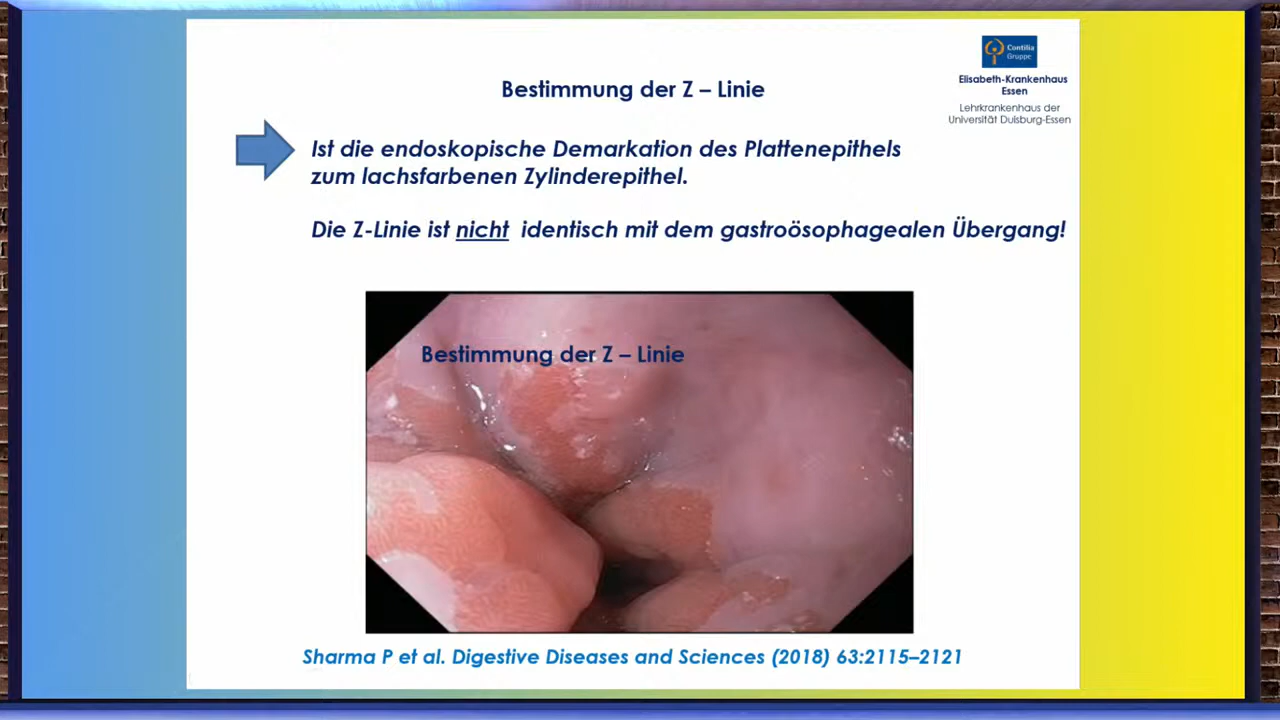 Contilia
Gruppe
Elisabeth-Krankenhaus
Essen
Lehrkrankenhaus der
Universität Duisburg-Essen
Bestimmung der Z – Linie
Ist die endoskopische Demarkation des Plattenepithels
zum lachsfarbenen Zylinderepithel.
Die Z-Linie ist nicht identisch mit dem gastroösophagealen Übergang!
Bestimmung der Z – Linie
Sharma P et al. Digestive Diseases and Sciences (2018) 63:2115–2121